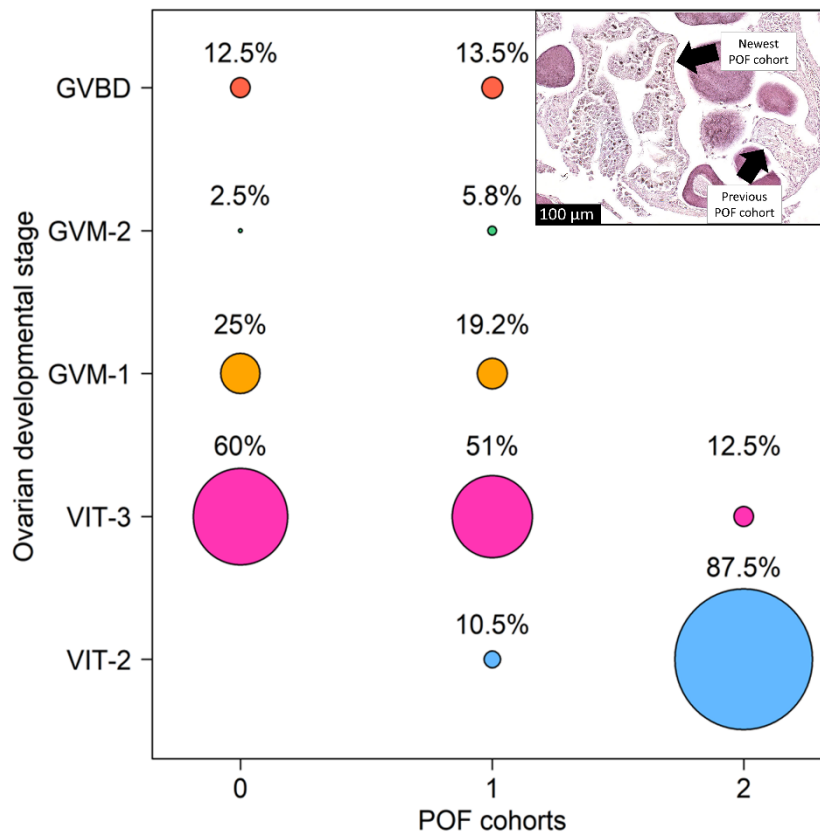 Ovarian developmental stage
GVBD
GVM-2
GVM-1
VIT-3
VIT-2
12.5%
13.5%
2.5%
5.8%
25%
19.2%
60%
51%
12.5%
87.5%
10.5%
0
1
2
POF cohorts
Newest
POF cohort
Previous
POF cohort
100 µm